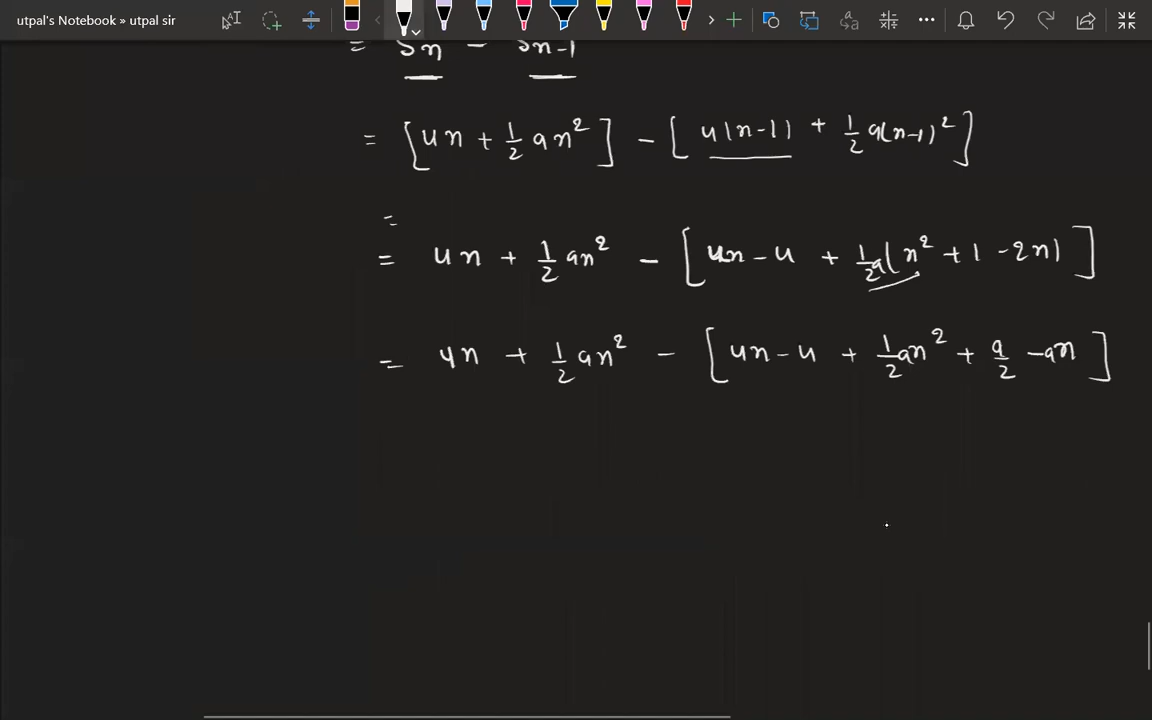 utpal's Notebook » utpal sir
= Sn - Sn-1
= [un + 1/2 an²] - [u(n-1) + 1/2 a(n-1)²]
=
= un + 1/2 an² - [un - u + 1/2 a(n² + 1 - 2n)]
= un + 1/2 an² - [un - u + 1/2 an² + a/2 - an]